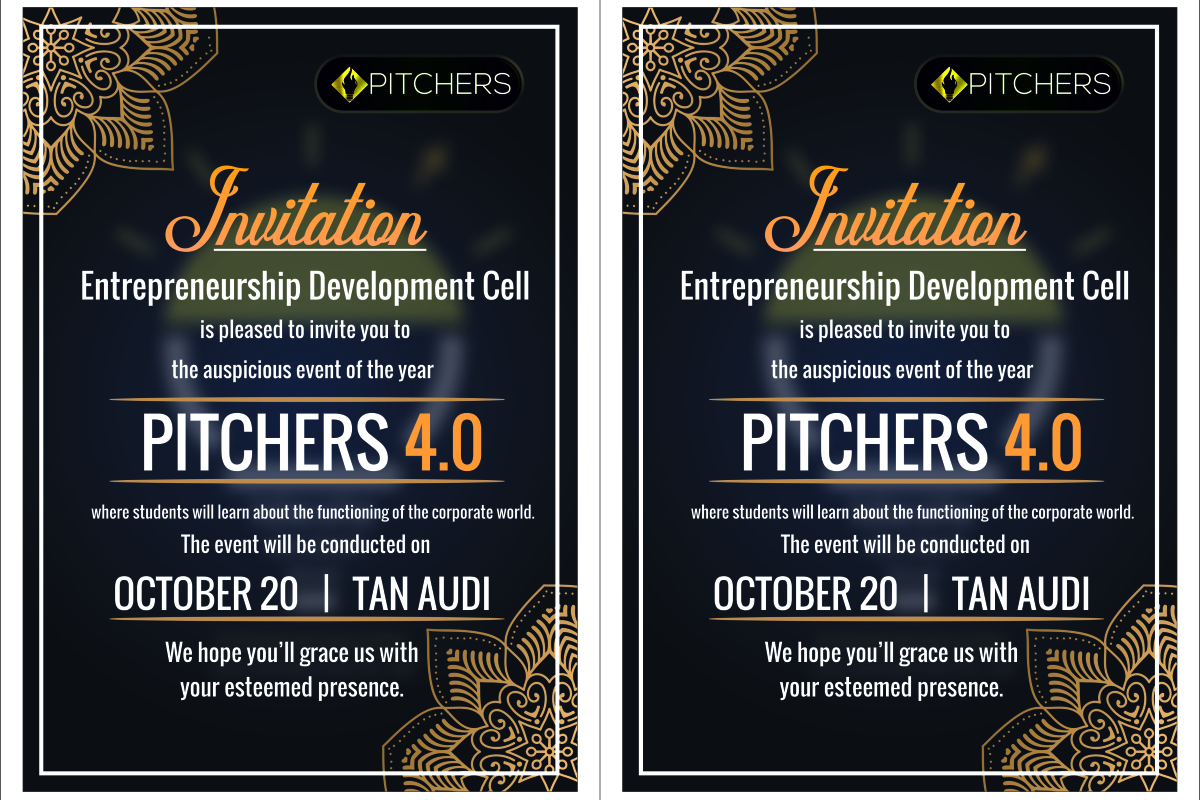 PITCHERS
Invitation
Entrepreneurship Development Cell
is pleased to invite you to
the auspicious event of the year
PITCHERS 4.0
where students will learn about the functioning of the corporate world.
The event will be conducted on
OCTOBER 20 | TAN AUDI
We hope you’ll grace us with
your esteemed presence.
PITCHERS
Invitation
Entrepreneurship Development Cell
is pleased to invite you to
the auspicious event of the year
PITCHERS 4.0
where students will learn about the functioning of the corporate world.
The event will be conducted on
OCTOBER 20 | TAN AUDI
We hope you’ll grace us with
your esteemed presence.